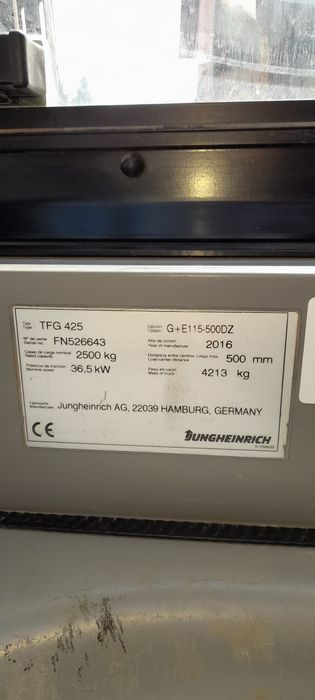 Tipo
Type TFG 425 Opción
Option G+E115-500DZ
Nº de serie
Serial-no. FN526643 Año de constr.
Year of manufacture 2016
Capac de carga nominal
Rated capacity 2500 kg Distancia entre centros carga max
Load center distance 500 mm
Potencia de tracción
Nominal power 36,5 kW Peso en vacío
Mass of truck 4213 kg
Fabricante
Manufacturer Jungheinrich AG, 22039 HAMBURG, GERMANY
CE JUNGHEINRICH